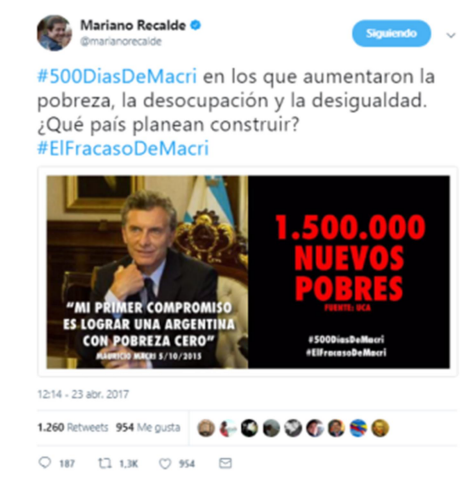 Mariano Recalde
@marianorecalde
Siguiendo
#500DiasDeMacri en los que aumentaron la
pobreza, la desocupación y la desigualdad.
¿Qué país planean construir?
#ElFracasoDeMacri
“MI PRIMER COMPROMISO
ES LOGRAR UNA ARGENTINA
CON POBREZA CERO”
MAURICIO MACRI 5/10/2015
1.500.000
NUEVOS
POBRES
FUENTE: UCA
#500DiasDeMacri
#ElFracasoDeMacri
12:14 - 23 abr. 2017
1.260 Retweets 954 Me gusta
187 1,3K 954